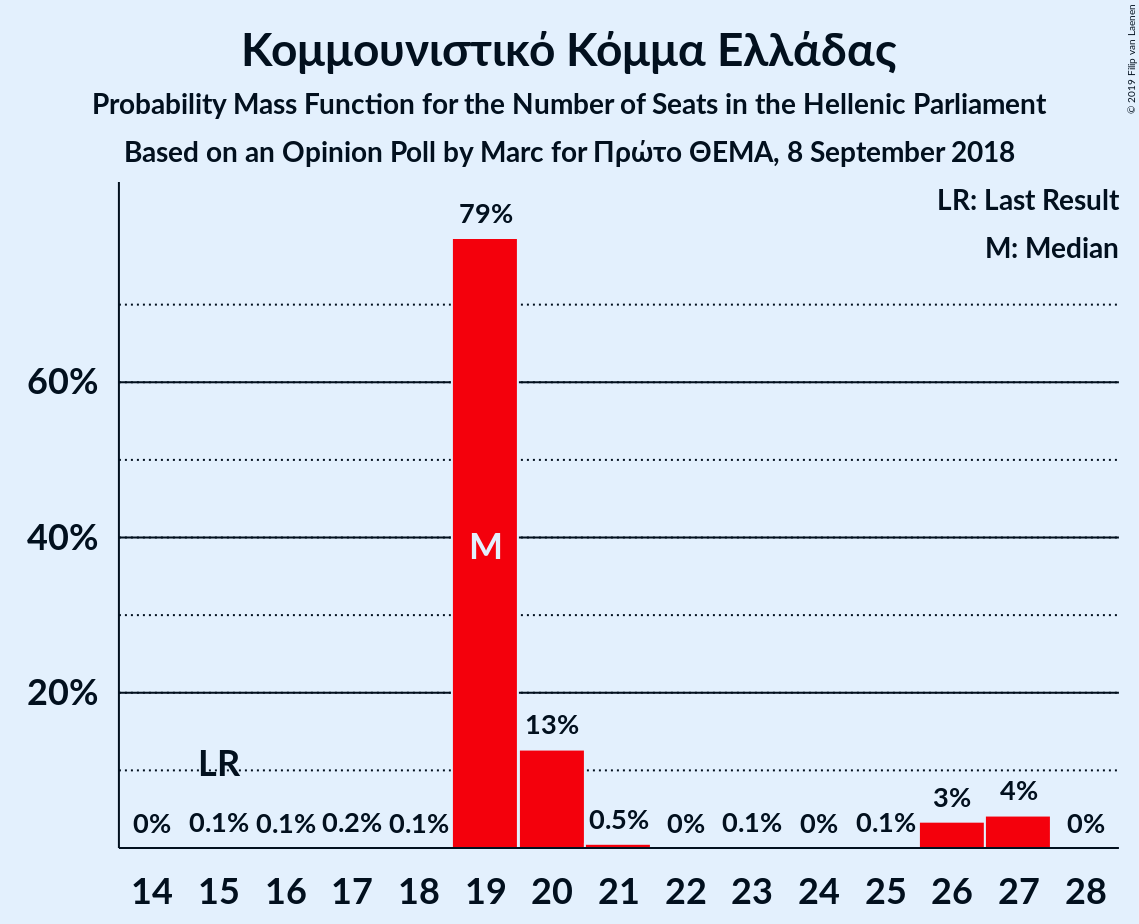 Κομμουνιστικό Κόμμα Ελλάδας
Probability Mass Function for the Number of Seats in the Hellenic Parliament
Based on an Opinion Poll by Marc for Πρώτο ΘΕΜΑ, 8 September 2018
© 2019 Filip van Laenen
LR: Last Result
M: Median
79%
60%
40%
M
20%
13%
LR
0% 0.1% 0.1% 0.2% 0.1% 0.5% 0% 0.1% 0% 0.1% 3% 4% 0%
14 15 16 17 18 19 20 21 22 23 24 25 26 27 28